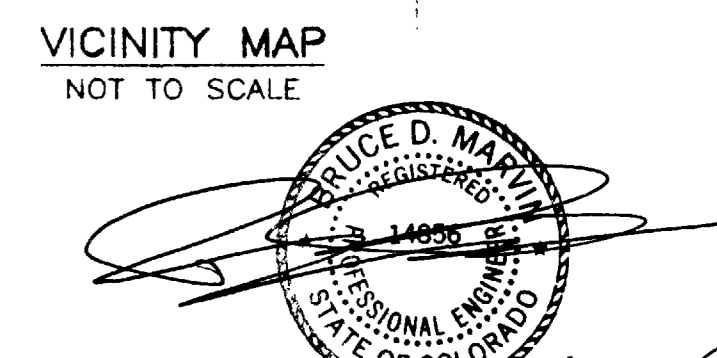 VICINITY MAP
NOT TO SCALE
BRUCE D. MARVIN
REGISTERED
14856
PROFESSIONAL ENGINEER
STATE OF COLORADO